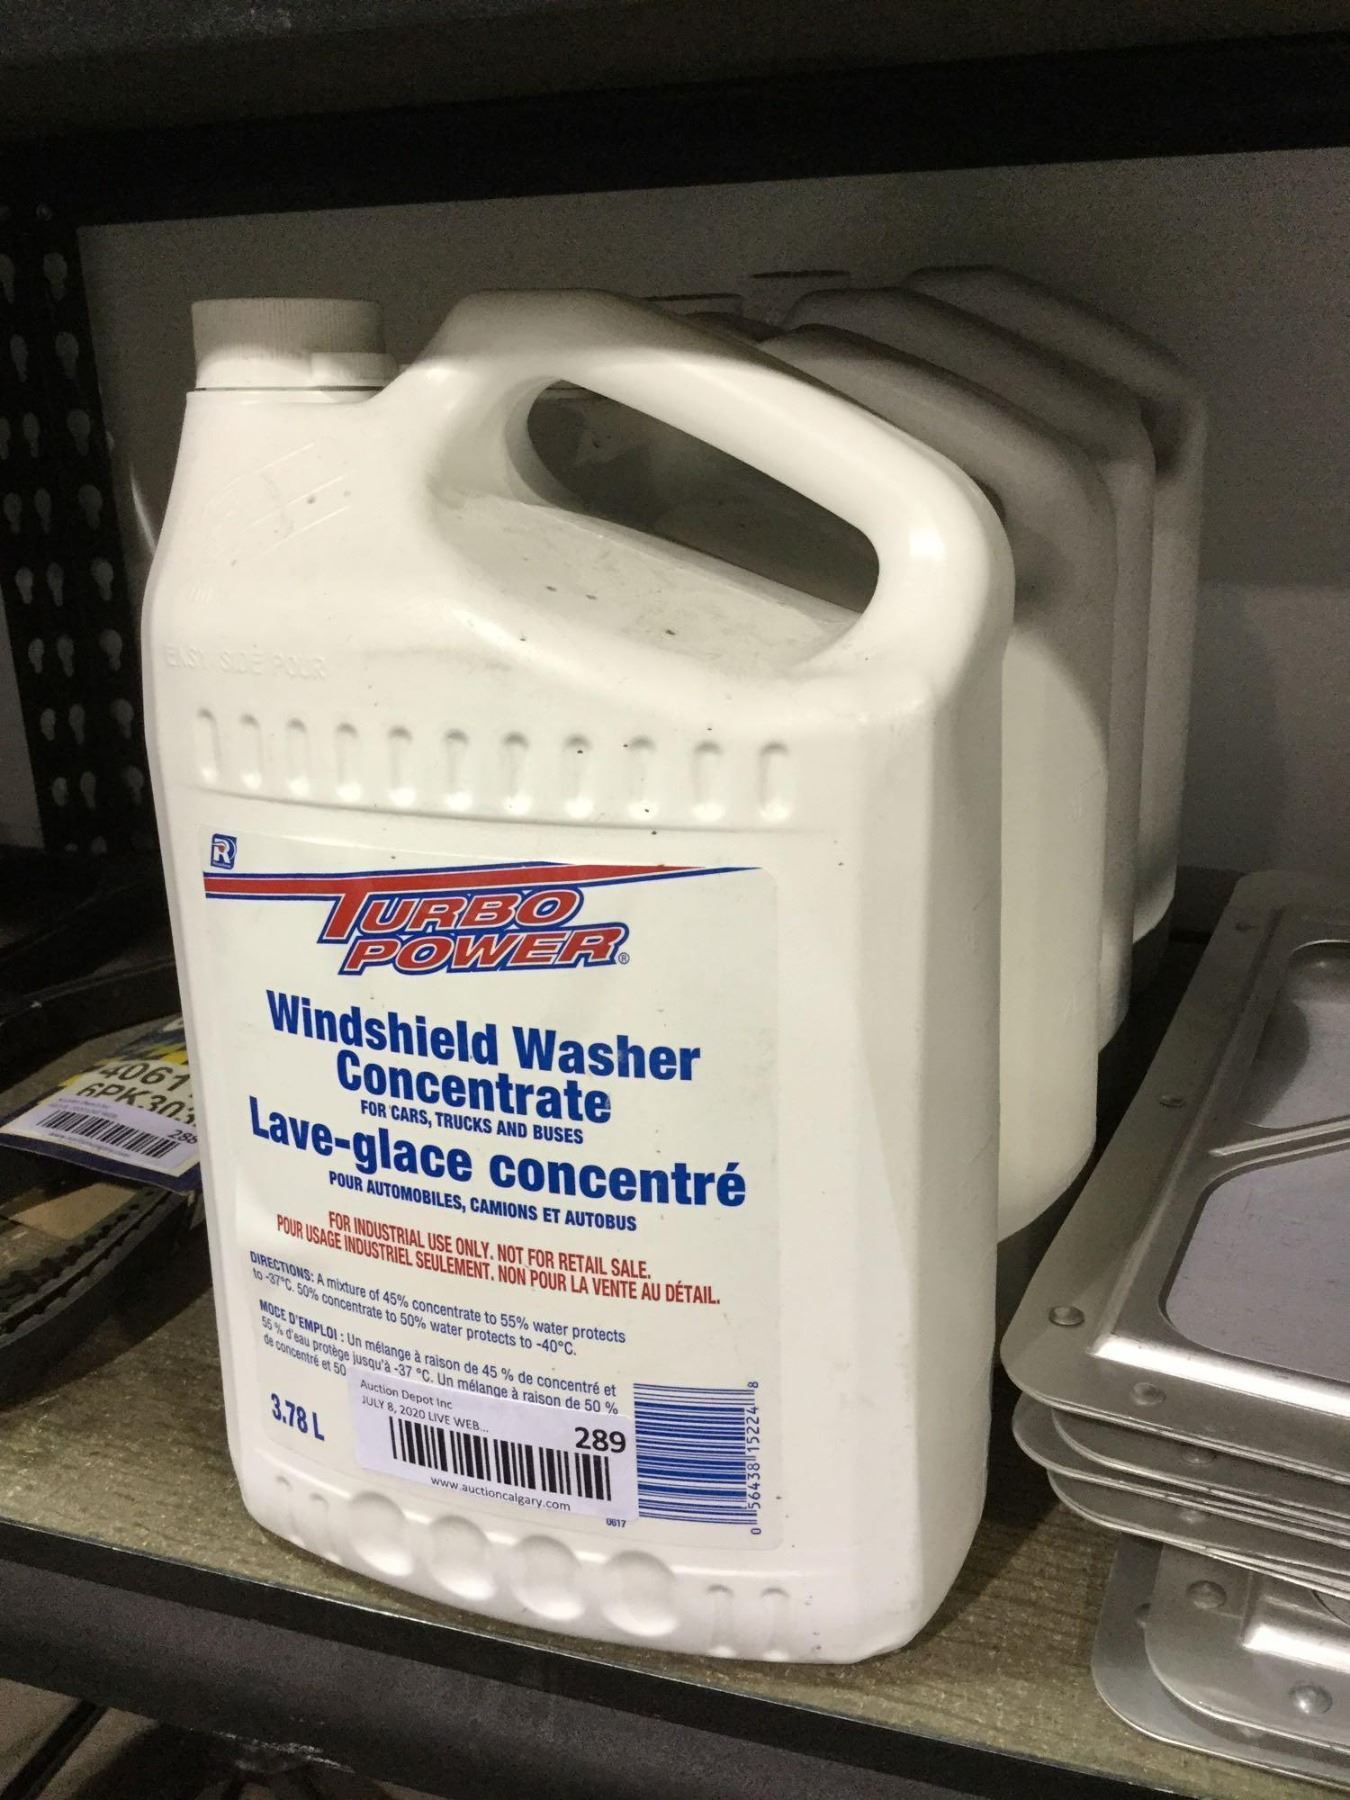 EASY SIDE POUR
R
TURBO
POWER®
Windshield Washer
Concentrate
FOR CARS, TRUCKS AND BUSES
Lave-glace concentré
POUR AUTOMOBILES, CAMIONS ET AUTOBUS
FOR INDUSTRIAL USE ONLY. NOT FOR RETAIL SALE.
POUR USAGE INDUSTRIEL SEULEMENT. NON POUR LA VENTE AU DÉTAIL.
DIRECTIONS: A mixture of 45% concentrate to 55% water protects
to -37°C. 50% concentrate to 50% water protects to -40°C.
MODE D'EMPLOI : Un mélange à raison de 45 % de concentré et
55 % d'eau protège jusqu'à -37 °C. Un mélange à raison de 50 %
de concentré et 50
3.78 L
Auction Depot Inc
JULY 8, 2020 LIVE WEB...
289
www.auctioncalgary.com
0617
0 56438 15224 8
4061
6PK303
288